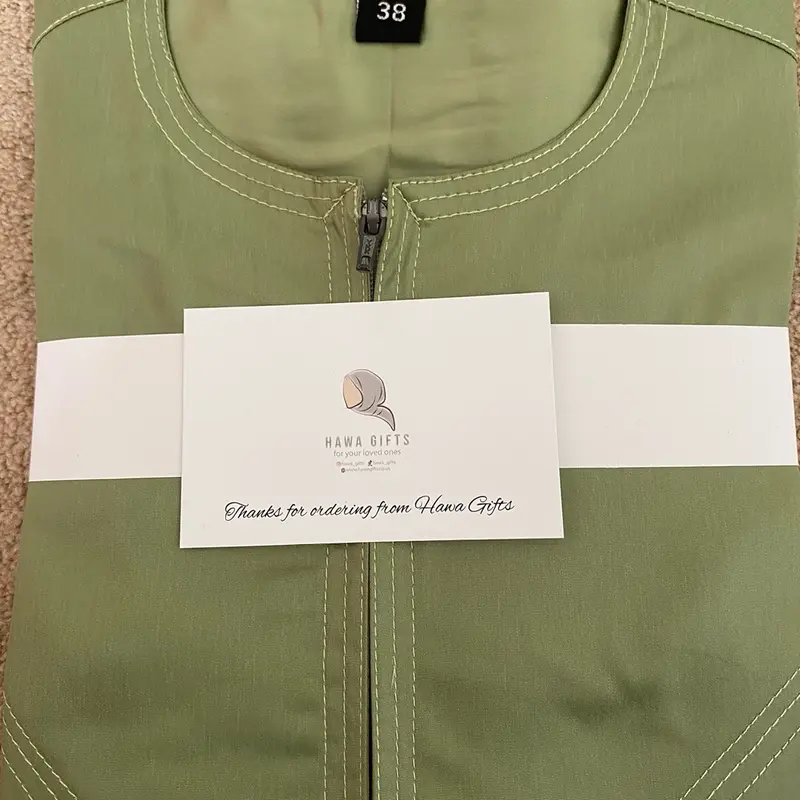 38
HAWA GIFTS
for your loved ones
Thanks for ordering from Hawa Gifts